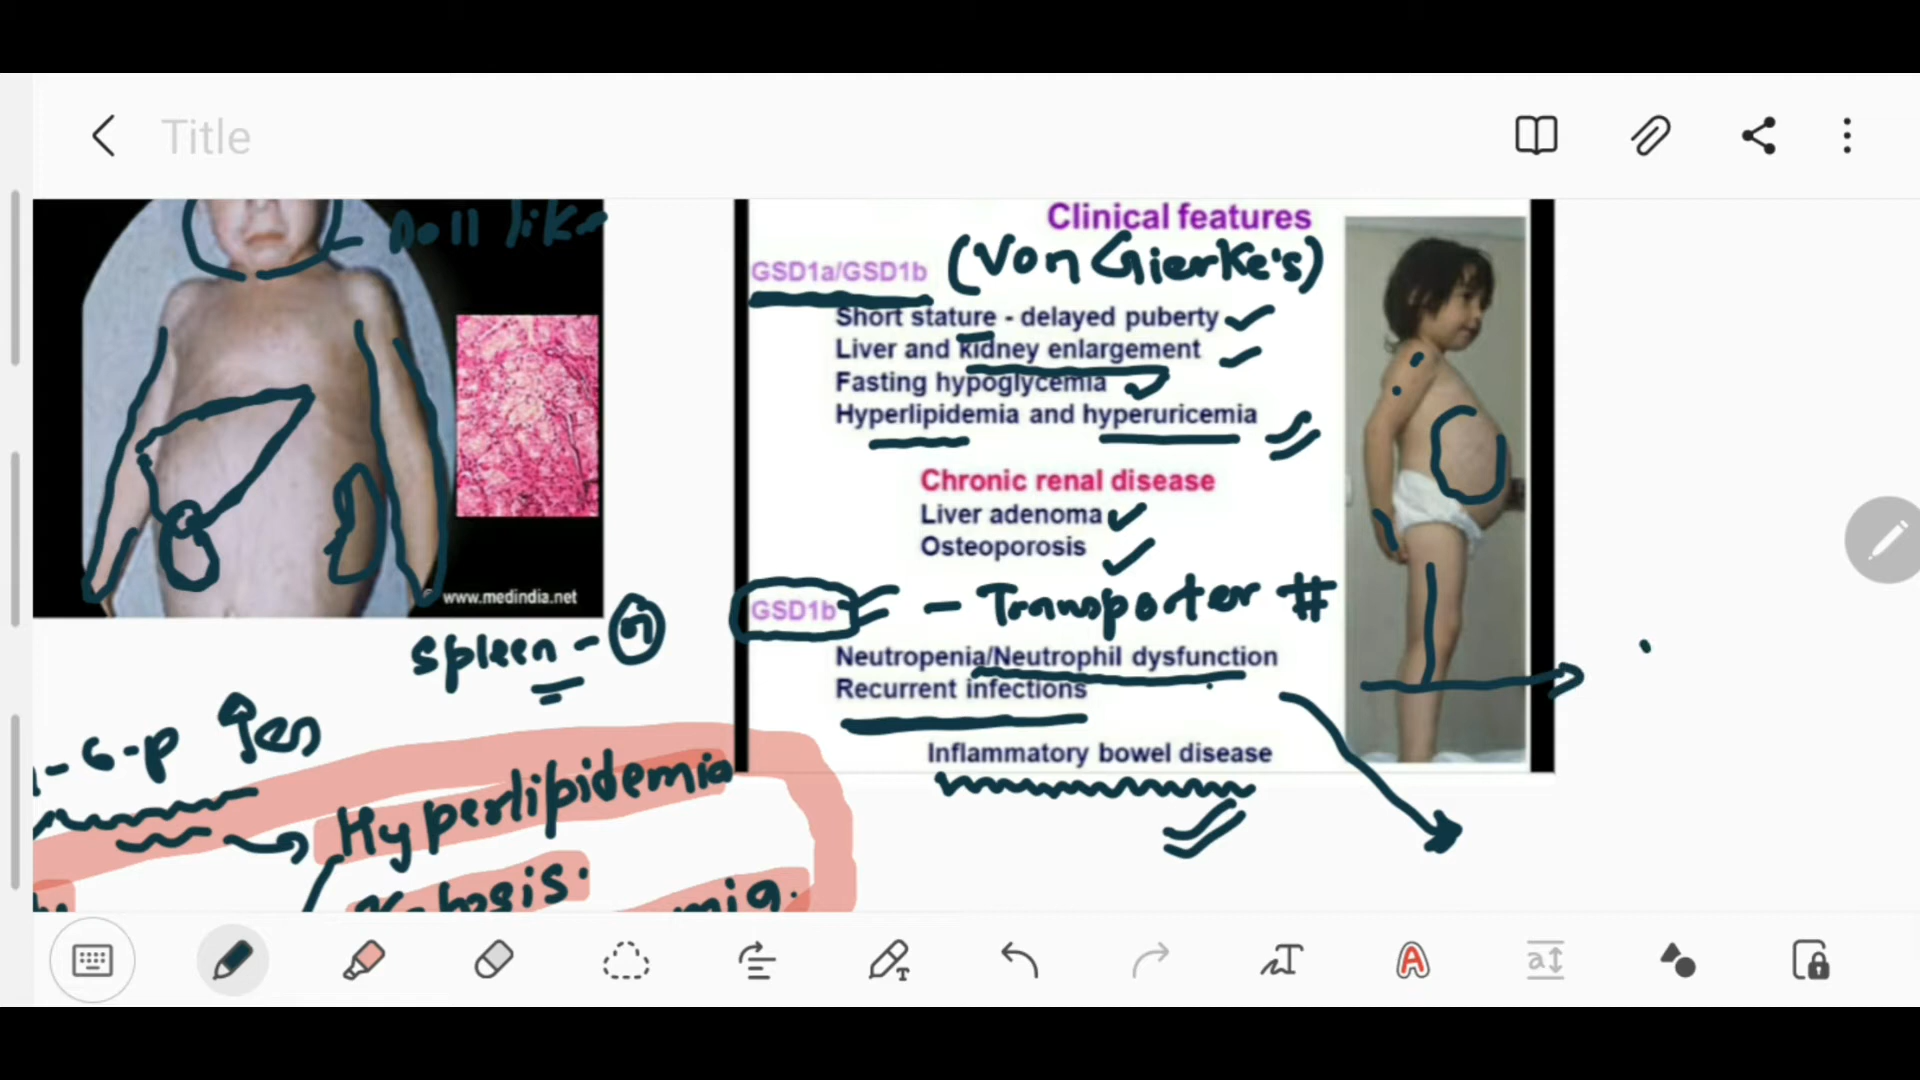 Title
Doll like
www.medindia.net
Clinical features
GSD1a/GSD1b (Von Gierke's)
Short stature - delayed puberty
Liver and kidney enlargement
Fasting hypoglycemia
Hyperlipidemia and hyperuricemia
Chronic renal disease
Liver adenoma
Osteoporosis
GSD1b - Transporter #
Neutropenia/Neutrophil dysfunction
Recurrent infections
Inflammatory bowel disease
Spleen -
-6-p ↑es
Hyperlipidemia